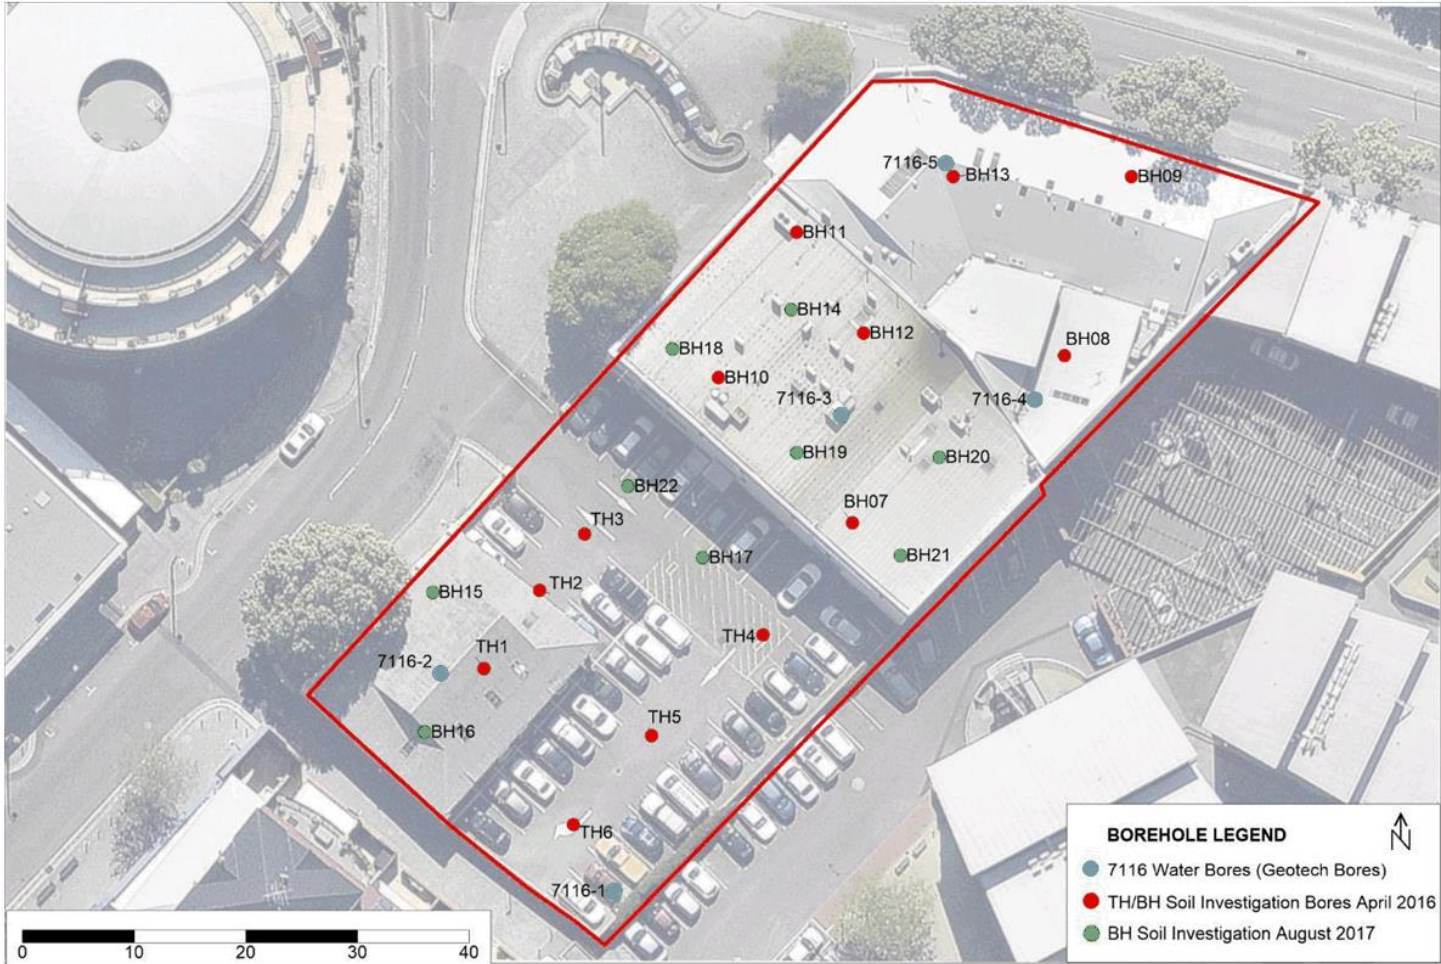 7116-5
BH13
BH09
BH11
BH14
BH12
BH18
BH08
BH10
7116-3
7116-4
BH19
BH20
BH22
BH07
TH3
BH21
BH17
TH2
BH15
TH4
TH1
7116-2
TH5
BH16
TH6
7116-1
BOREHOLE LEGEND
N
7116 Water Bores (Geotech Bores)
TH/BH Soil Investigation Bores April 2016
BH Soil Investigation August 2017
0 10 20 30 40